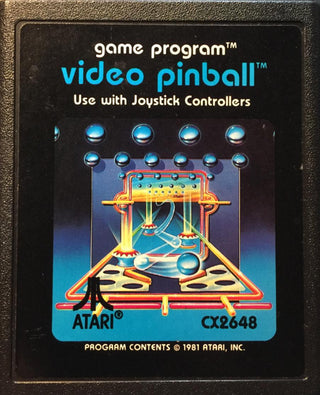 game program™
video pinball™
Use with Joystick Controllers
ATARI® CX2648
PROGRAM CONTENTS © 1981 ATARI, INC.